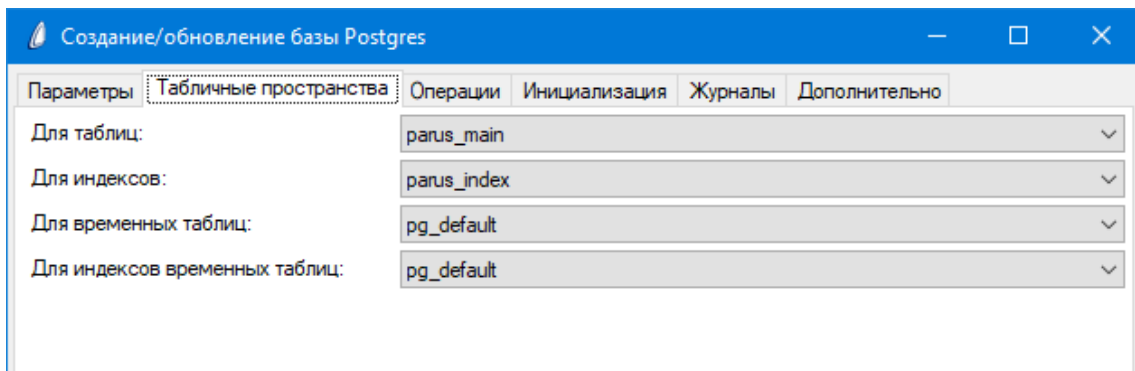 Создание/обновление базы Postgres
Параметры Табличные пространства Операции Инициализация Журналы Дополнительно
Для таблиц: parus_main
Для индексов: parus_index
Для временных таблиц: pg_default
Для индексов временных таблиц: pg_default